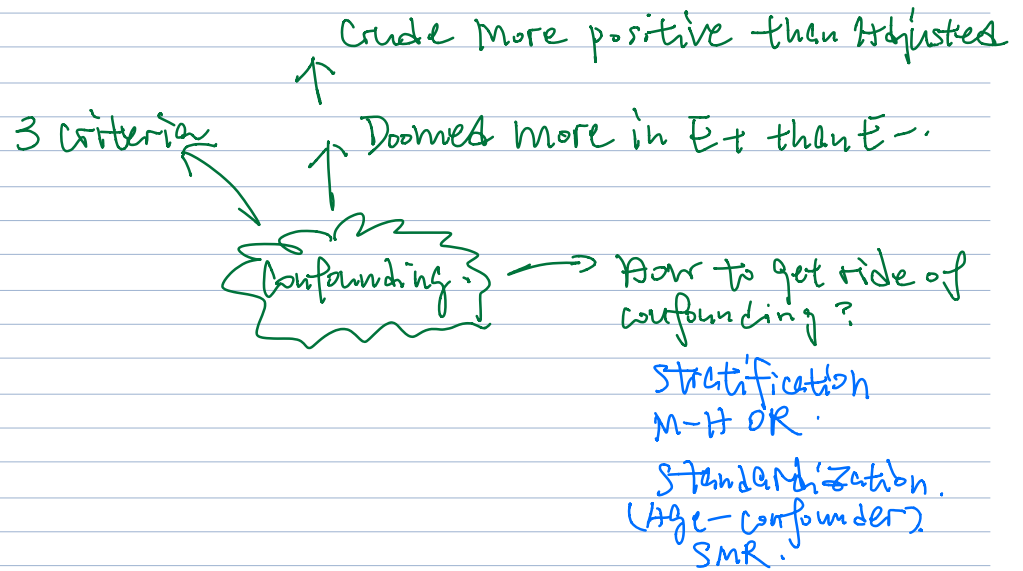 Crude More positive than Adjusted
3 criteria
Doomed more in E+ than E-.
Confounding.
How to get ride of
confounding?
Stratification
M-H OR.
Standardization.
(Age-confounder).
SMR.